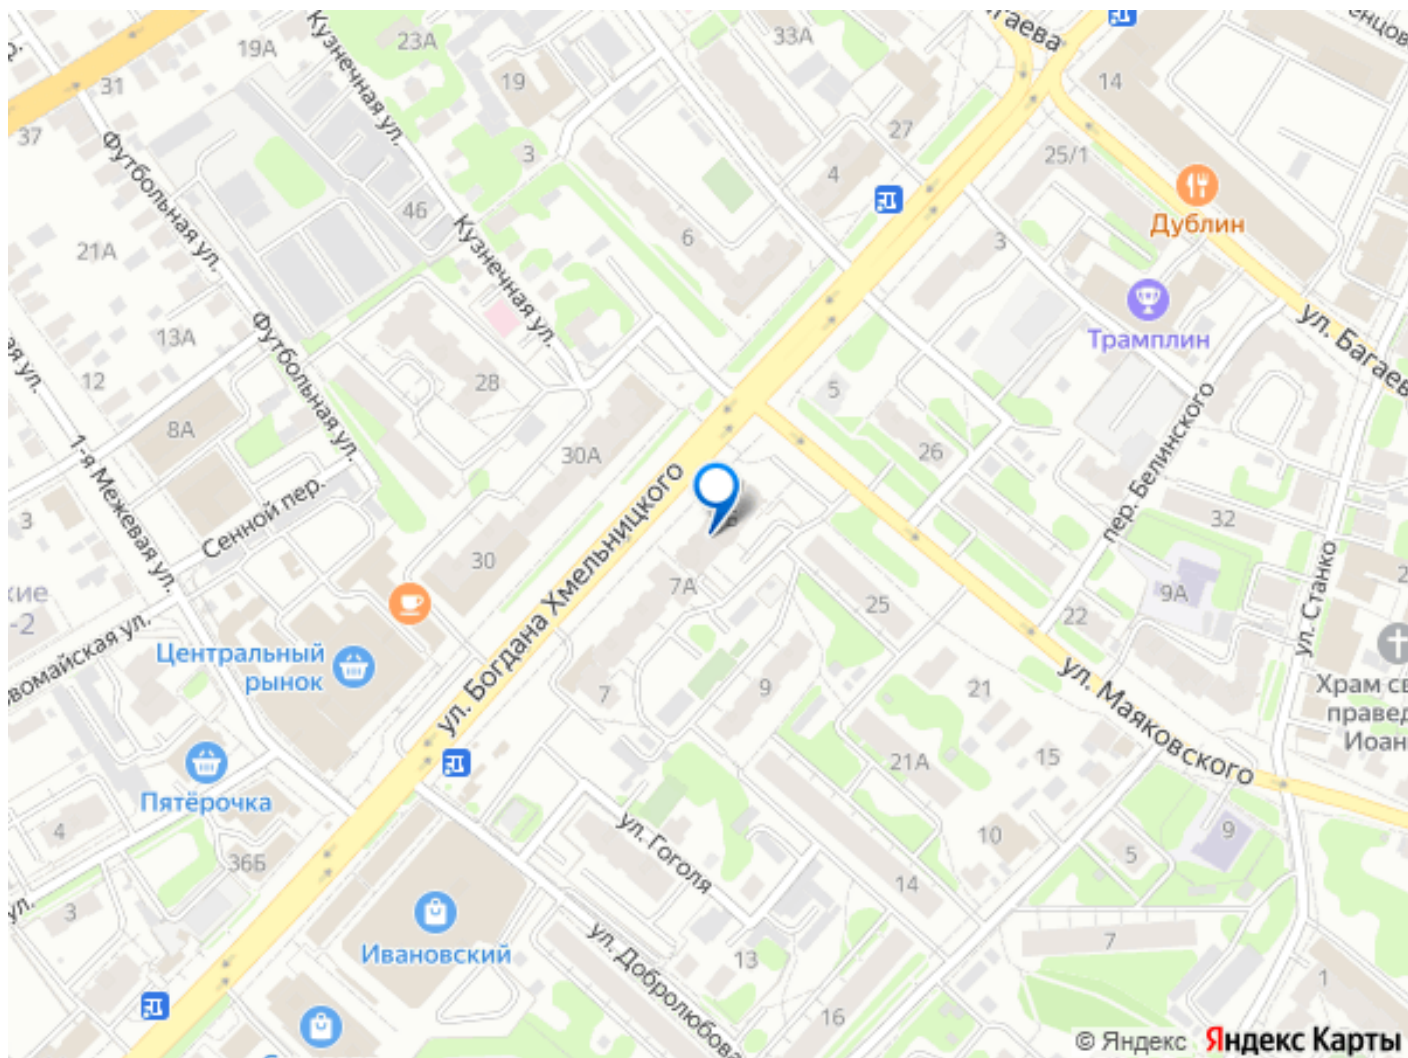 гаева
19А
23А
33А
Кузнечная ул.
19
14
31
37
27
25/1
Футбольная ул.
3
4
46
Дублин
Кузнечная ул.
6
3
21А
Трамплин
ул. Багаева
13А
Футбольная ул.
12
28
5
8А
30А
26
1-я Межевая ул.
ул. Богдана Хмельницкого
пер. Белинского
3
Сенной пер.
32
30
7А
25
9А
22
ул. Станко
-2
Центральный
рынок
7
9
21
ул. Маяковского
Храм св
правед
Иоан
15
21А
Пятёрочка
4
36Б
ул. Гоголя
10
5
9
14
3
ул.
Ивановский
ул. Добролюбова
13
7
1
16
© Яндекс Яндекс Карты